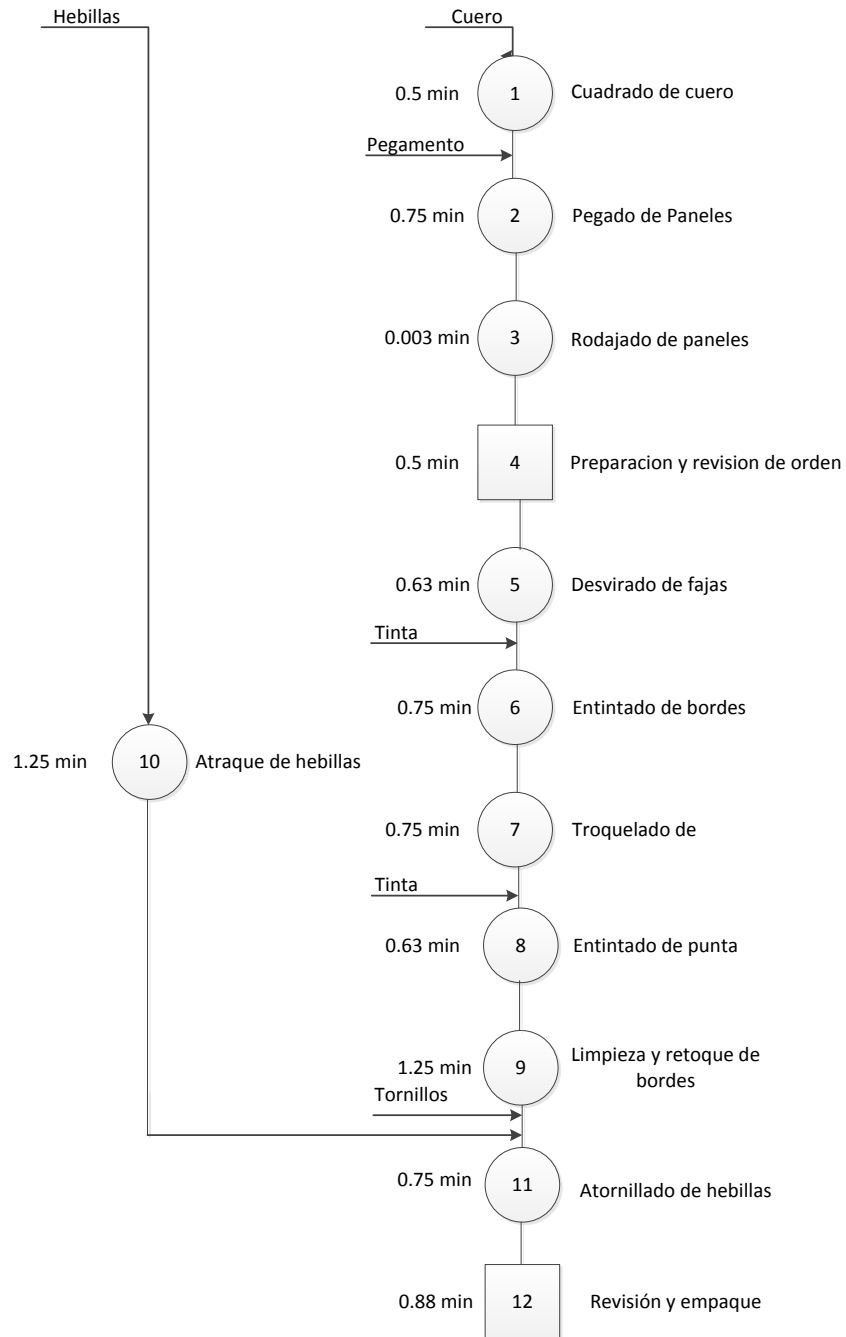 Hebillas
Cuero
0.5 min
1
Cuadrado de cuero
Pegamento
0.75 min
2
Pegado de Paneles
0.003 min
3
Rodajado de paneles
0.5 min
4
Preparacion y revision de orden
0.63 min
5
Desvirado de fajas
Tinta
0.75 min
6
Entintado de bordes
1.25 min
10
Atraque de hebillas
0.75 min
7
Troquelado de
Tinta
0.63 min
8
Entintado de punta
1.25 min
9
Limpieza y retoque de
bordes
Tornillos
0.75 min
11
Atornillado de hebillas
0.88 min
12
Revisión y empaque